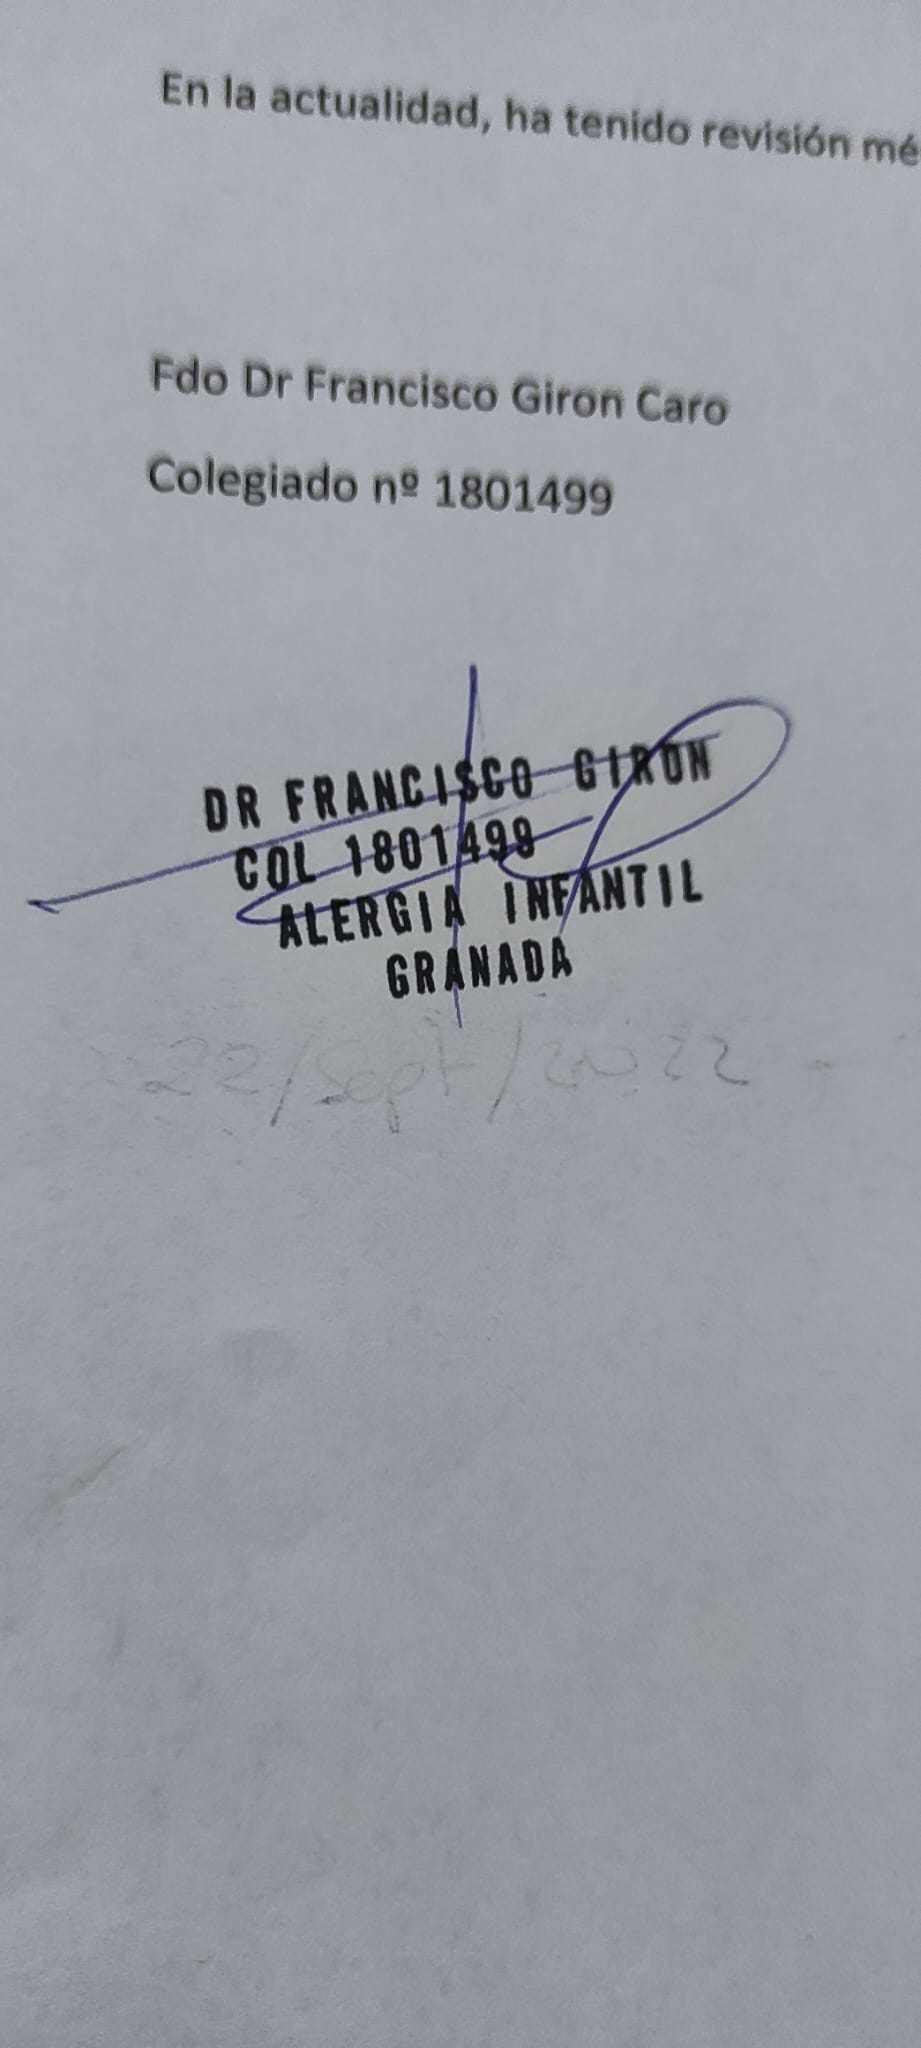 En la actualidad, ha tenido revisión mé
Fdo Dr Francisco Giron Caro
Colegiado nº 1801499
DR FRANCISCO GIRON
COL 1801499
ALERGIA INFANTIL
GRANADA
22/Sept/2022